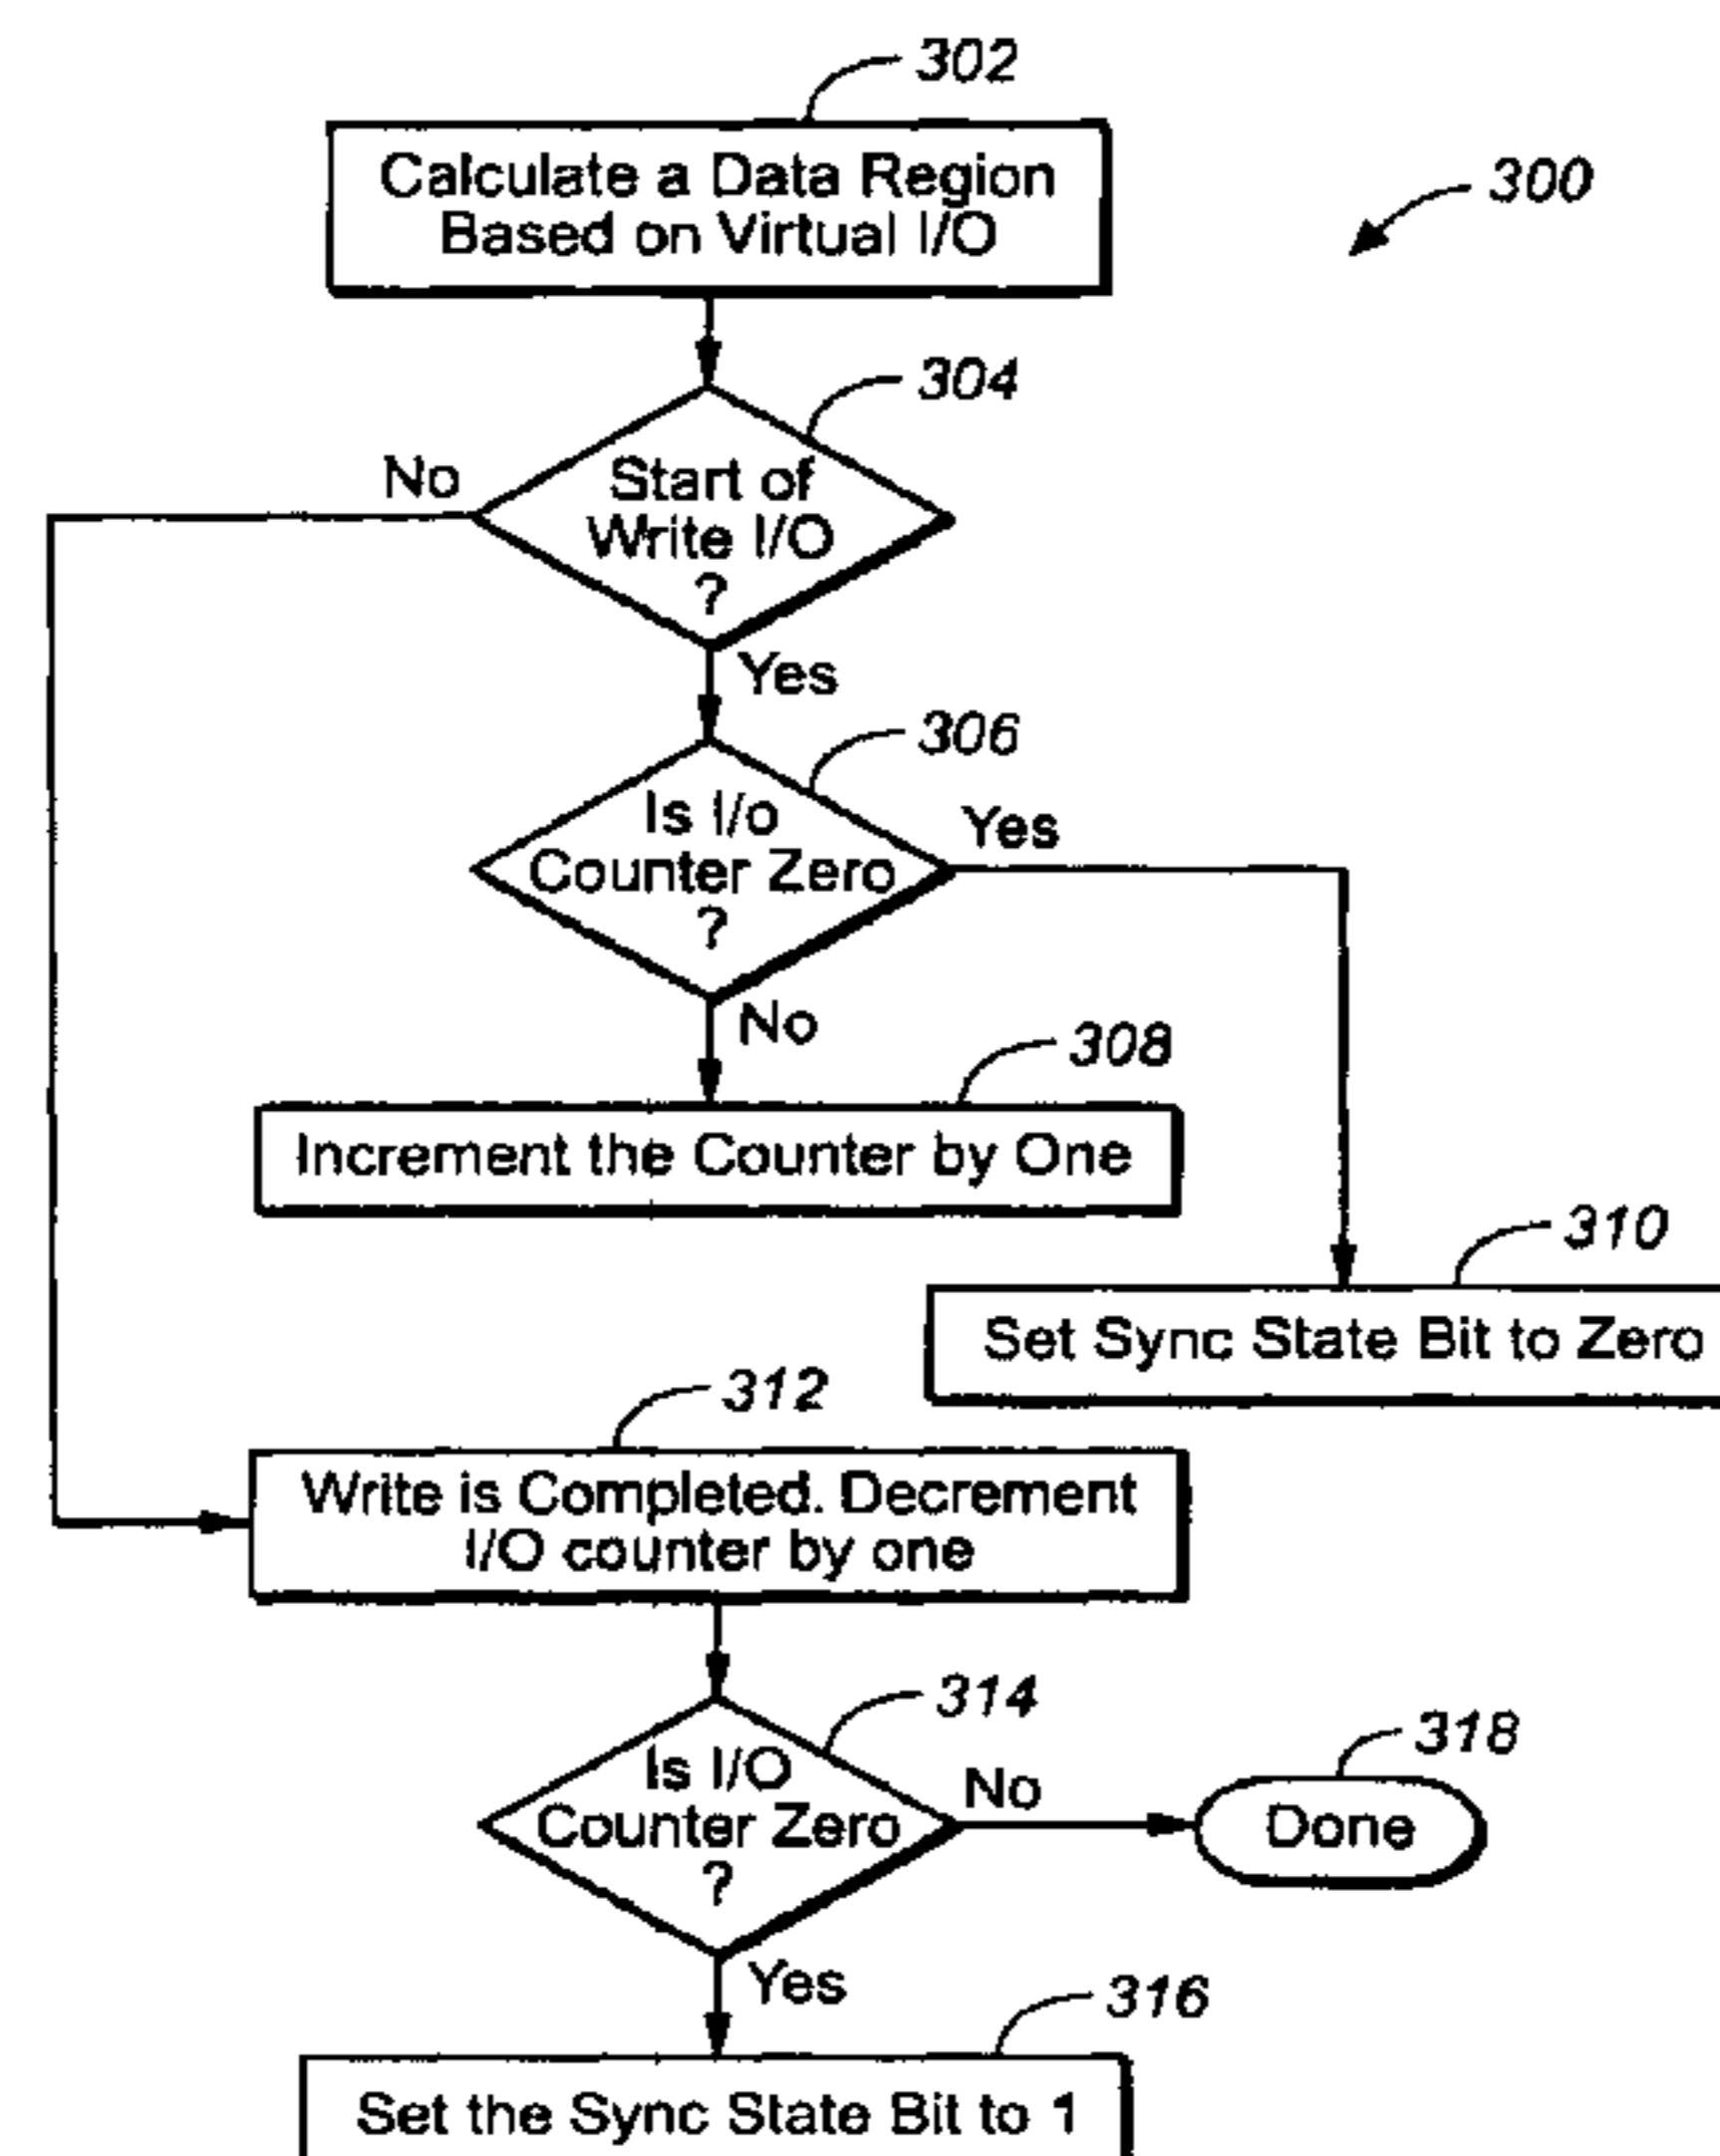 302
Calculate a Data Region
Based on Virtual I/O
300
304
No
Start of
Write I/O
?
Yes
306
Is I/o
Counter Zero
?
Yes
No
308
Increment the Counter by One
310
Set Sync State Bit to Zero
312
Write is Completed. Decrement
I/O counter by one
314
Is I/O
Counter Zero
?
No
318
Done
Yes
316
Set the Sync State Bit to 1